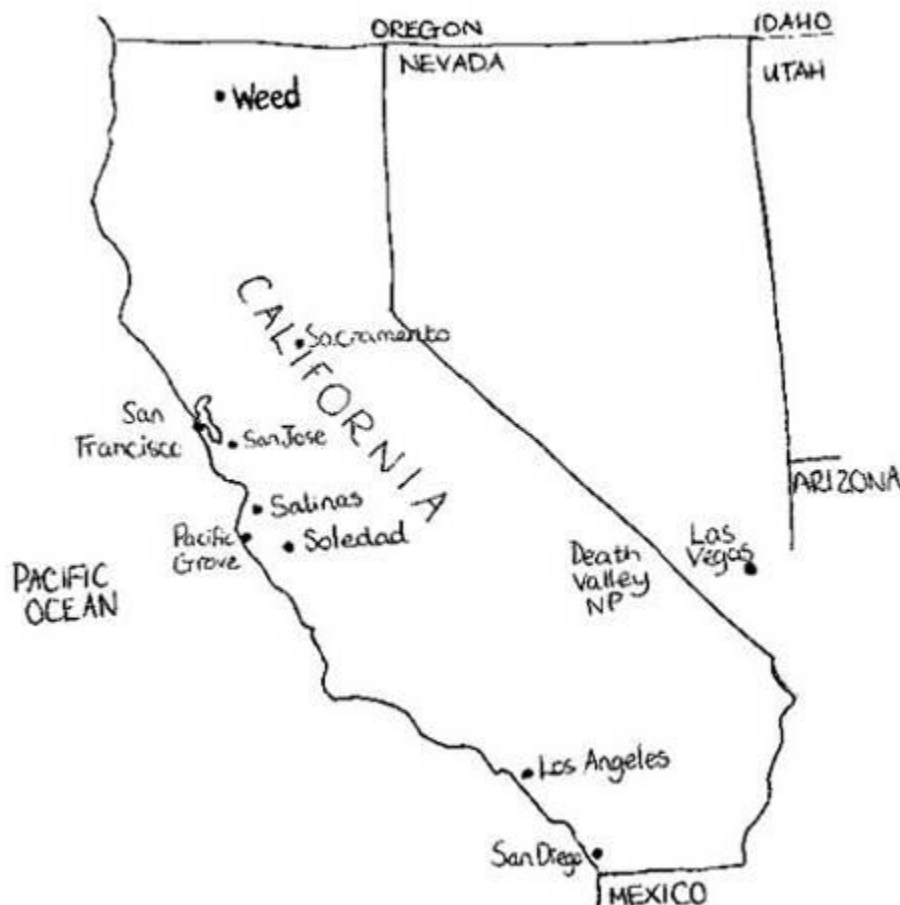 OREGON
IDAHO
NEVADA
UTAH
Weed
CALIFORNIA
Sacramento
San
Francisco
San Jose
Salinas
Pacific
Grove
Soledad
ARIZONA
Las
Vegas
Death
Valley
NP
PACIFIC
OCEAN
Los Angeles
San Diego
MEXICO